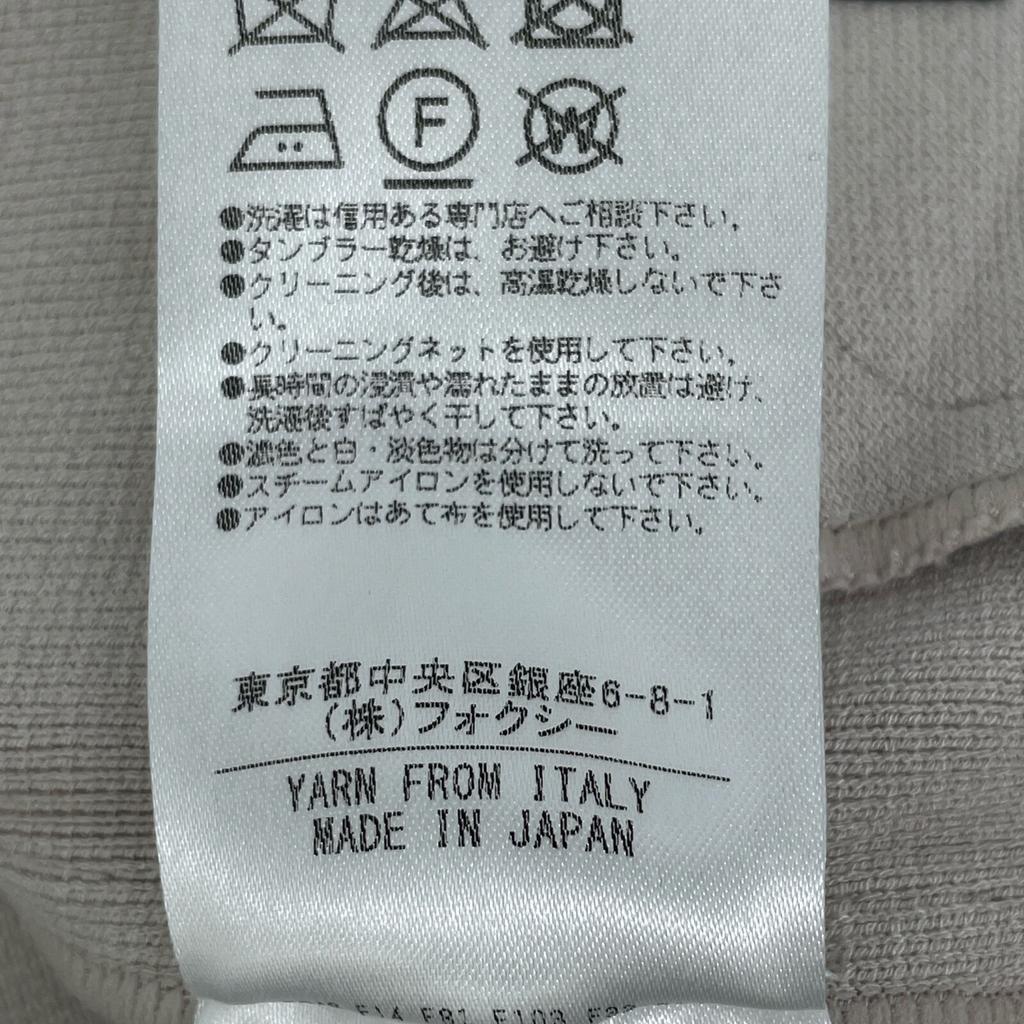 F
W
●洗濯は信用ある専門店へご相談下さい。
●タンブラー乾燥は、お避け下さい。
●クリーニング後は、高温乾燥しないで下さ
い。
●クリーニングネットを使用して下さい。
●長時間の浸漬や濡れたままの放置は避け、
洗濯後すばやく干して下さい。
●濃色と白・淡色物は分けて洗って下さい。
●スチームアイロンを使用しないで下さい。
●アイロンはあて布を使用して下さい。
東京都中央区銀座6-8-1
(株)フォクシー
YARN FROM ITALY
MADE IN JAPAN
F14 F81 F103